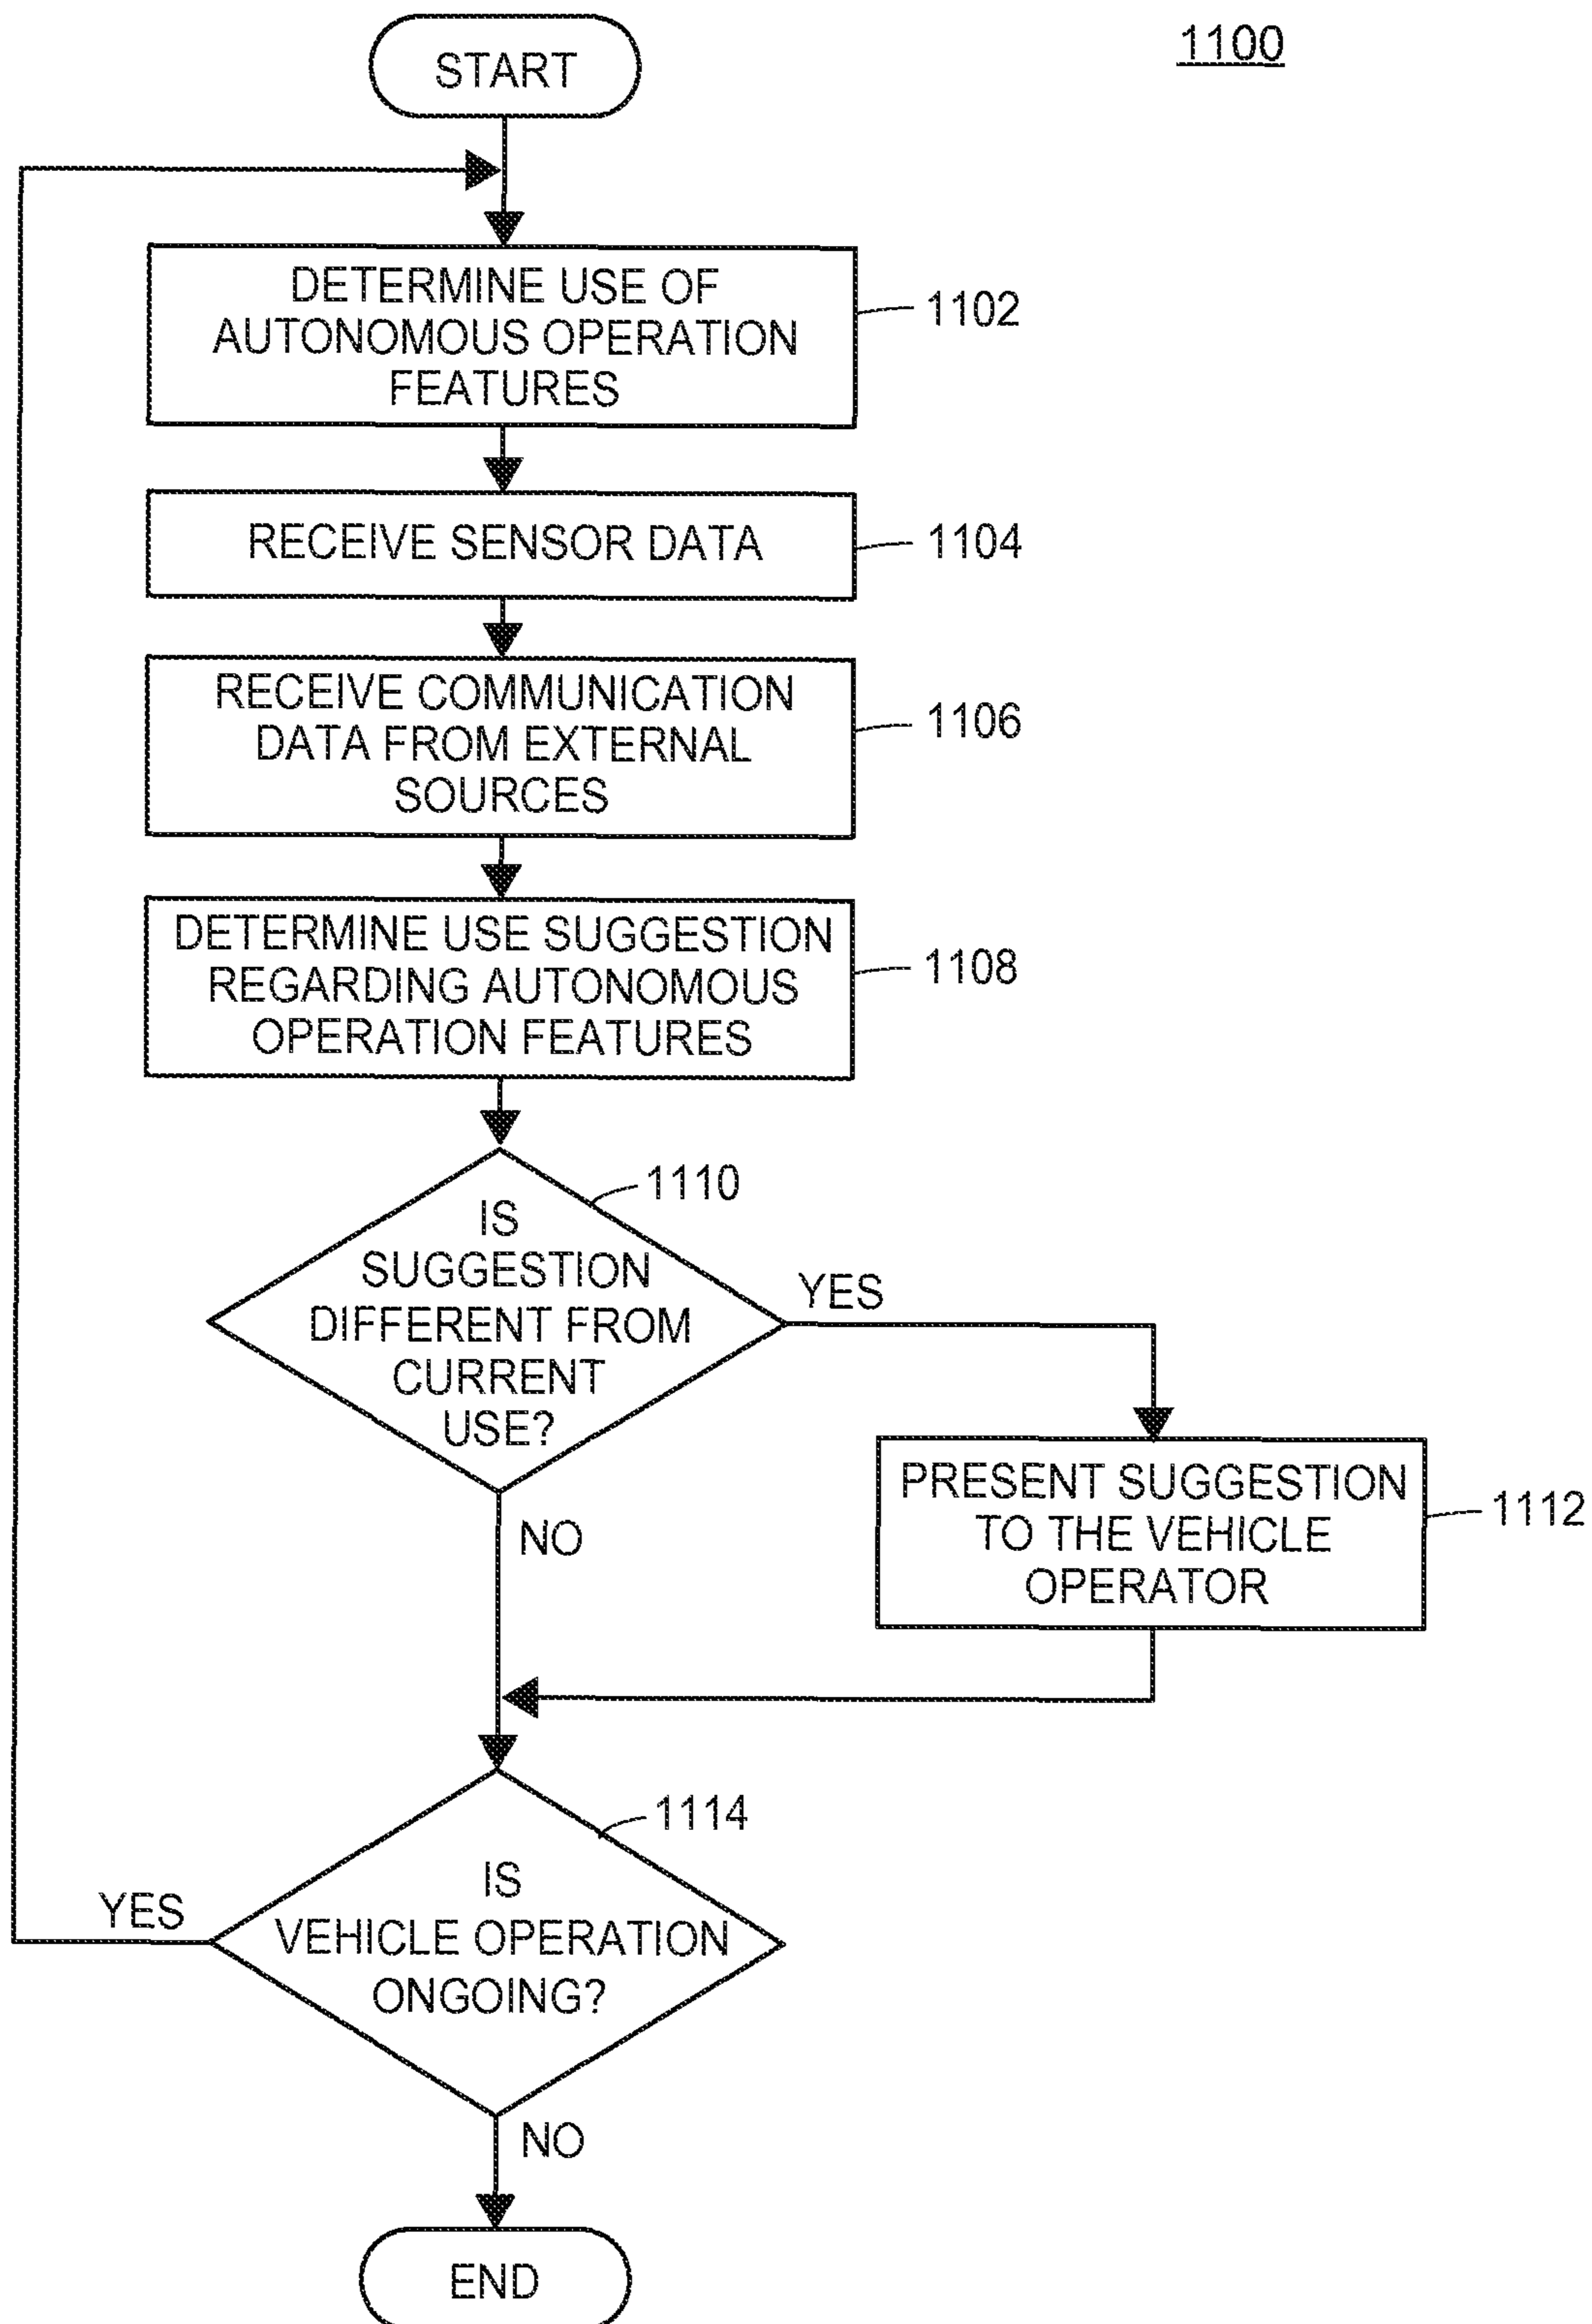 1100
START
DETERMINE USE OF
AUTONOMOUS OPERATION
FEATURES
1102
RECEIVE SENSOR DATA
1104
RECEIVE COMMUNICATION
DATA FROM EXTERNAL
SOURCES
1106
DETERMINE USE SUGGESTION
REGARDING AUTONOMOUS
OPERATION FEATURES
1108
1110
IS
SUGGESTION
DIFFERENT FROM
CURRENT
USE?
YES
NO
PRESENT SUGGESTION
TO THE VEHICLE
OPERATOR
1112
1114
IS
VEHICLE OPERATION
ONGOING?
YES
NO
END